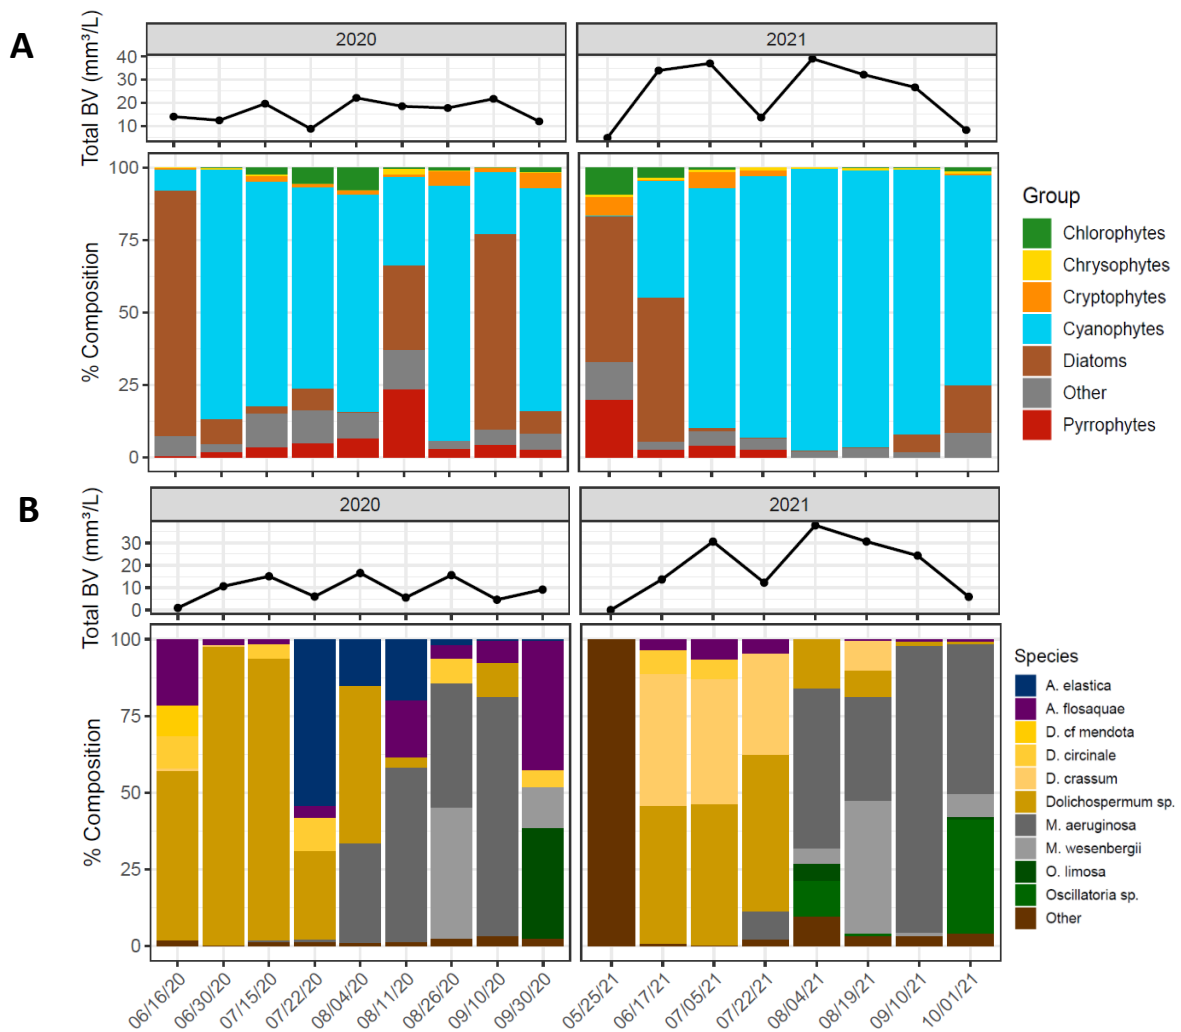 A
Total BV (mm³/L)
2020
2021
40
30
20
10
% Composition
100
75
50
25
0
Group
Chlorophytes
Chrysophytes
Cryptophytes
Cyanophytes
Diatoms
Other
Pyrrophytes
B
Total BV (mm³/L)
2020
2021
30
20
10
0
% Composition
100
75
50
25
0
Species
A. elastica
A. flosaquae
D. cf mendota
D. circinale
D. crassum
Dolichospermum sp.
M. aeruginosa
M. wesenbergii
O. limosa
Oscillatoria sp.
Other
06/16/20
06/30/20
07/15/20
07/22/20
08/04/20
08/11/20
08/26/20
09/10/20
09/30/20
05/25/21
06/17/21
07/05/21
07/22/21
08/04/21
08/19/21
09/10/21
10/01/21